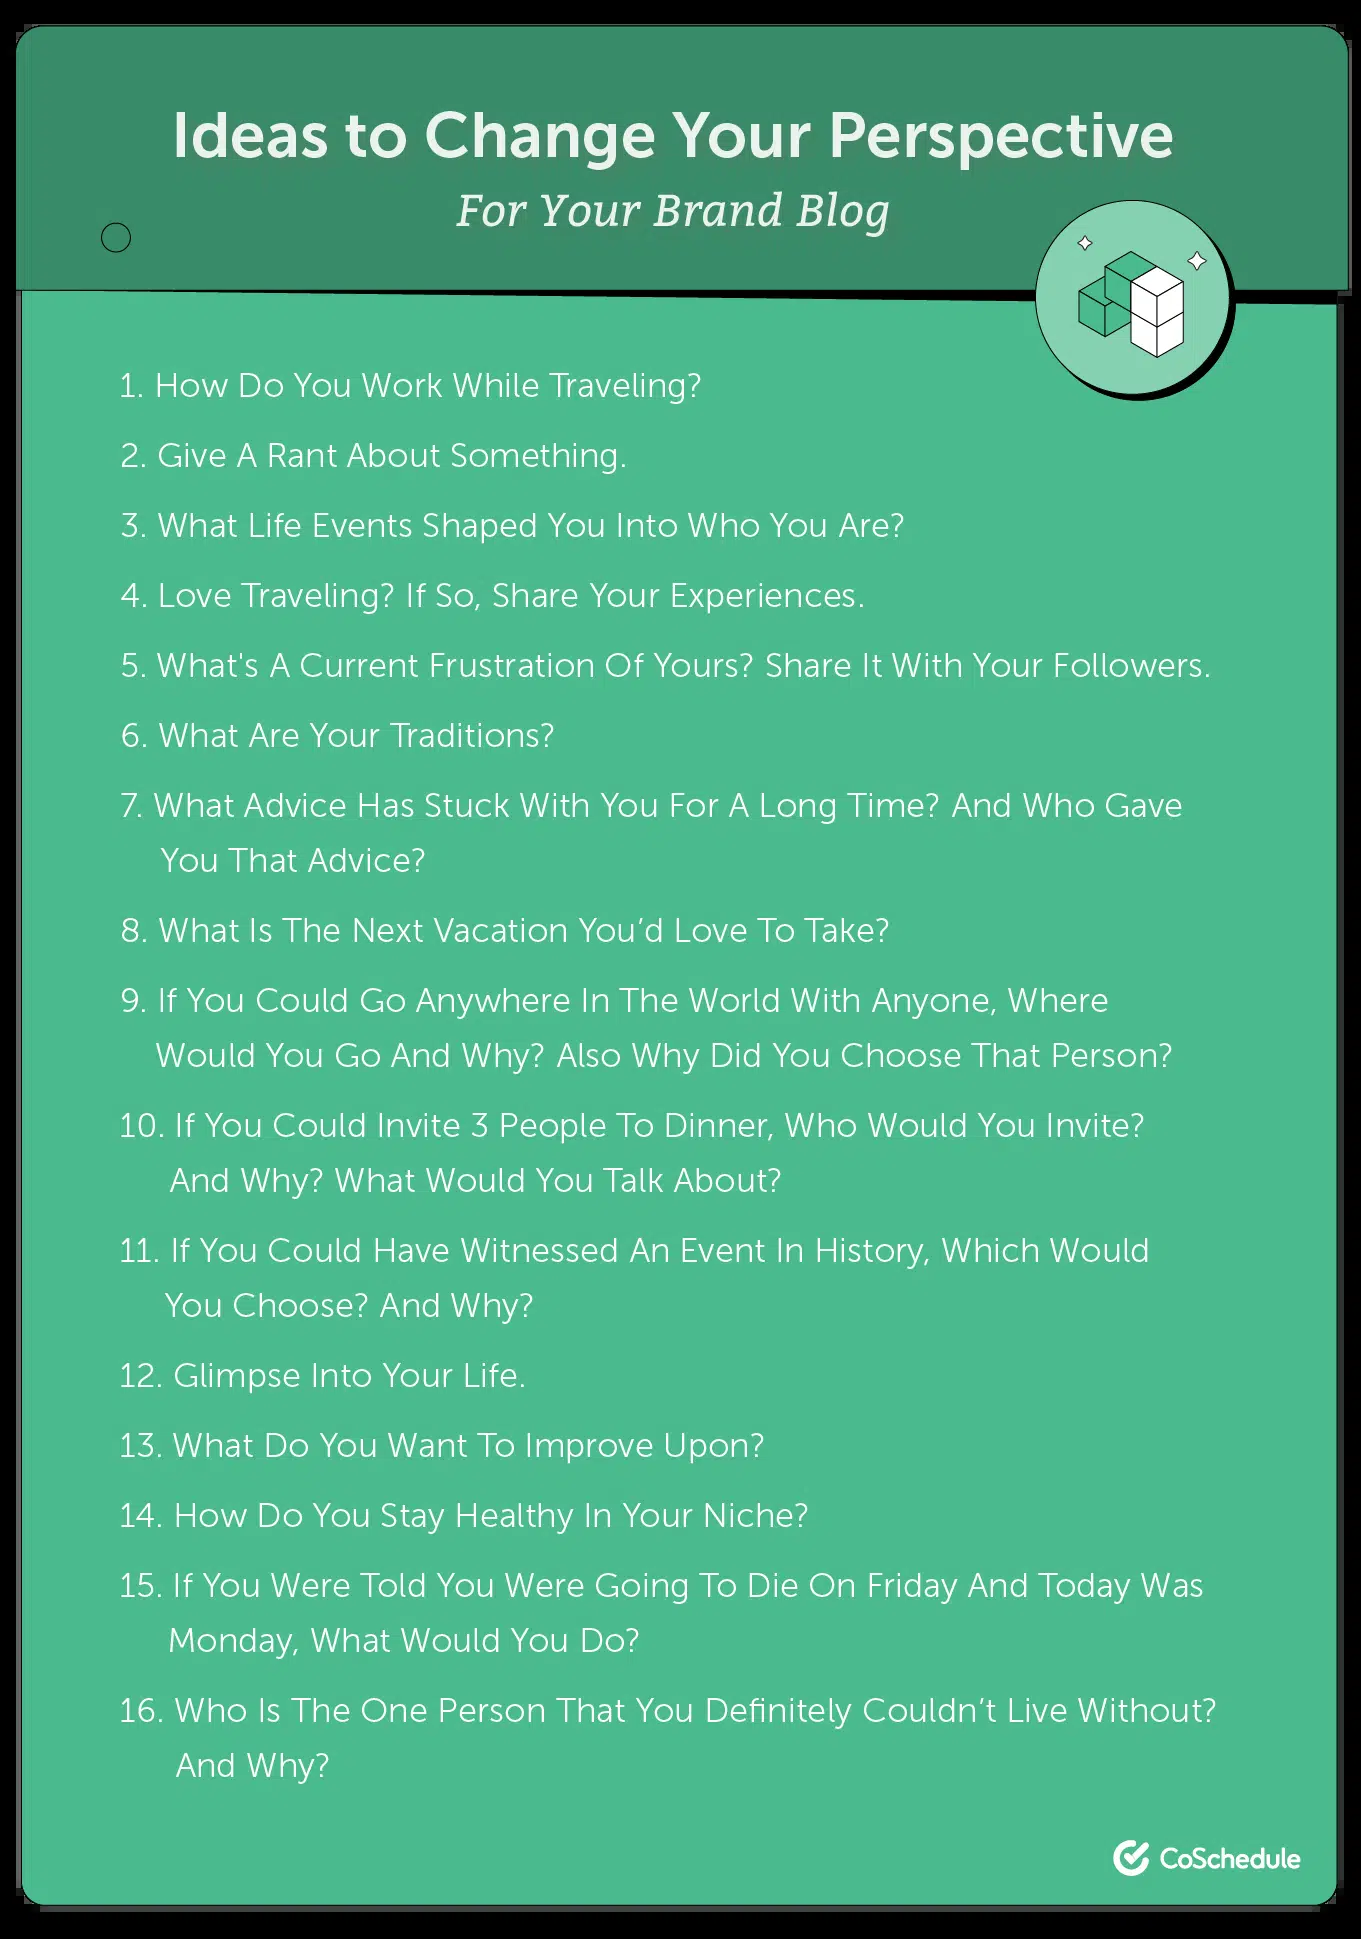 Ideas to Change Your Perspective
For Your Brand Blog
1. How Do You Work While Traveling?
2. Give A Rant About Something.
3. What Life Events Shaped You Into Who You Are?
4. Love Traveling? If So, Share Your Experiences.
5. What's A Current Frustration Of Yours? Share It With Your Followers.
6. What Are Your Traditions?
7. What Advice Has Stuck With You For A Long Time? And Who Gave
You That Advice?
8. What Is The Next Vacation You’d Love To Take?
9. If You Could Go Anywhere In The World With Anyone, Where
Would You Go And Why? Also Why Did You Choose That Person?
10. If You Could Invite 3 People To Dinner, Who Would You Invite?
And Why? What Would You Talk About?
11. If You Could Have Witnessed An Event In History, Which Would
You Choose? And Why?
12. Glimpse Into Your Life.
13. What Do You Want To Improve Upon?
14. How Do You Stay Healthy In Your Niche?
15. If You Were Told You Were Going To Die On Friday And Today Was
Monday, What Would You Do?
16. Who Is The One Person That You Definitely Couldn’t Live Without?
And Why?
CoSchedule